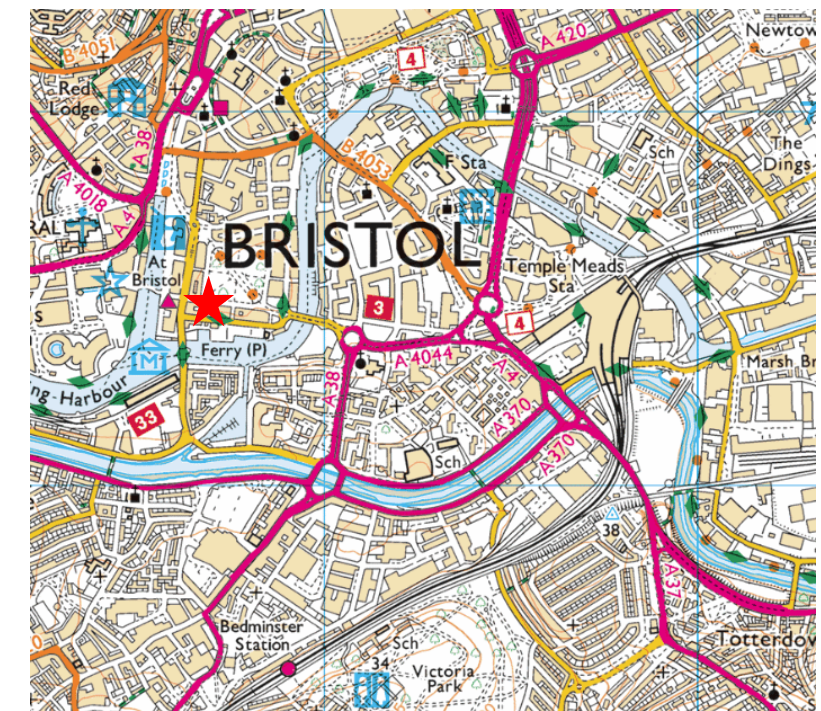 B 4051
A 420
Newtow
4
Red
Lodge
A 38
B 4053
F Sta
Sch
The
Dings
A 4018
A 4
RAL
BRISTOL
At
Bristol
Temple Meads
Sta
3
4
s
Ferry (P)
A 4044
A 4
Marsh Br
M
ng-Harbour
A 38
33
A 370
A 370
Sch
38
A 37
Bedminster
Station
Sch
34
Victoria
Park
Totterdow